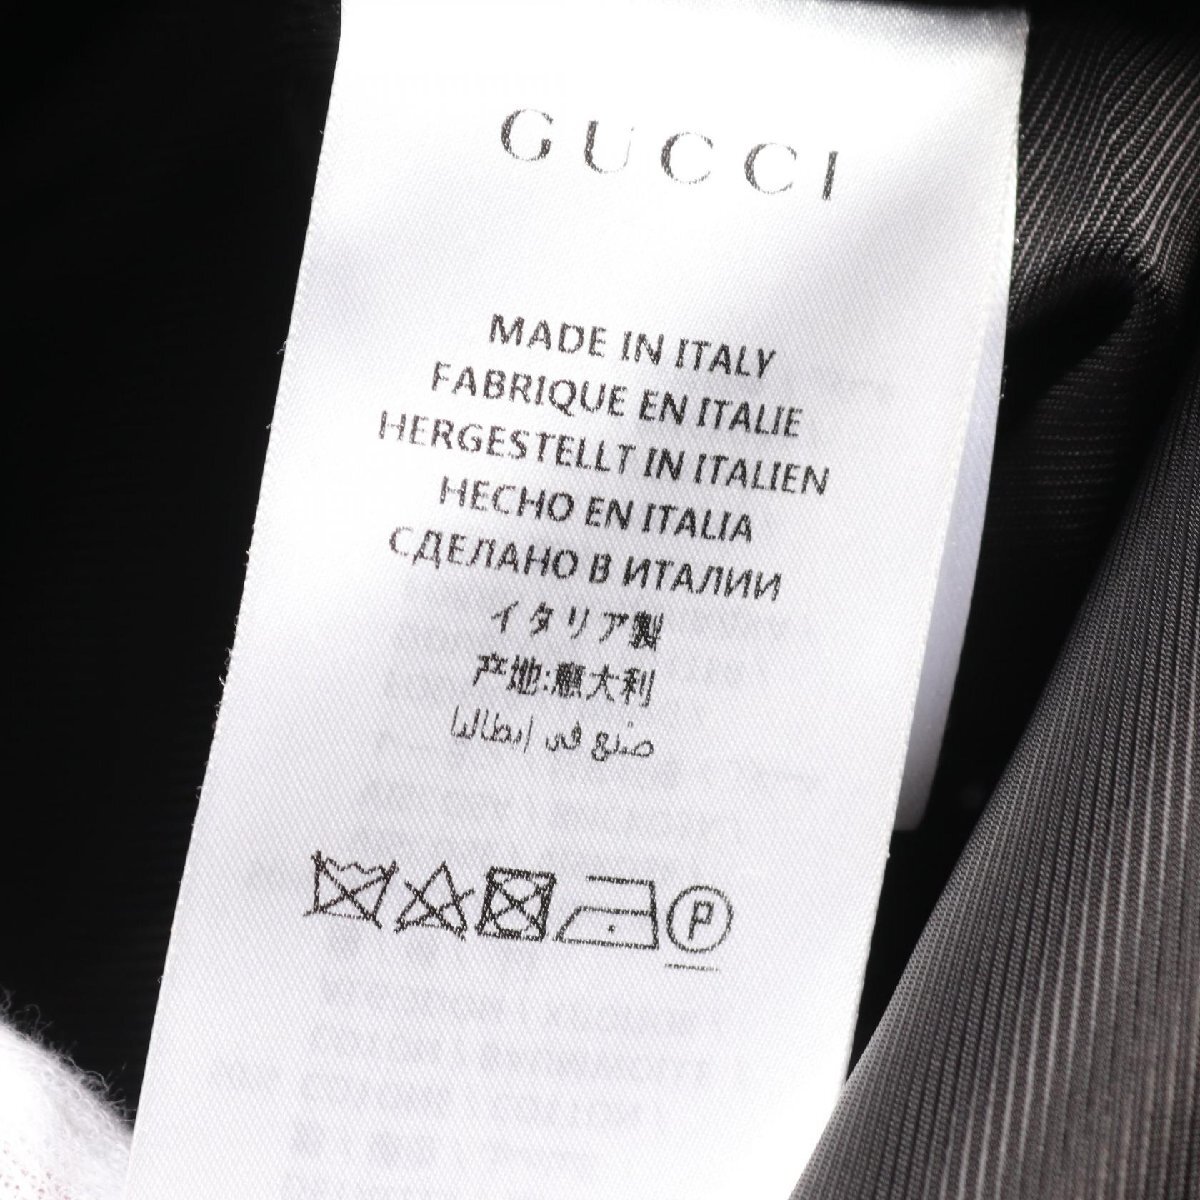 GUCCI
MADE IN ITALY
FABRIQUE EN ITALIE
HERGESTELLT IN ITALIEN
HECHO EN ITALIA
СДЕЛАНО В ИТАЛИИ
イタリア製
产地:意大利
صنع في إيطاليا
P